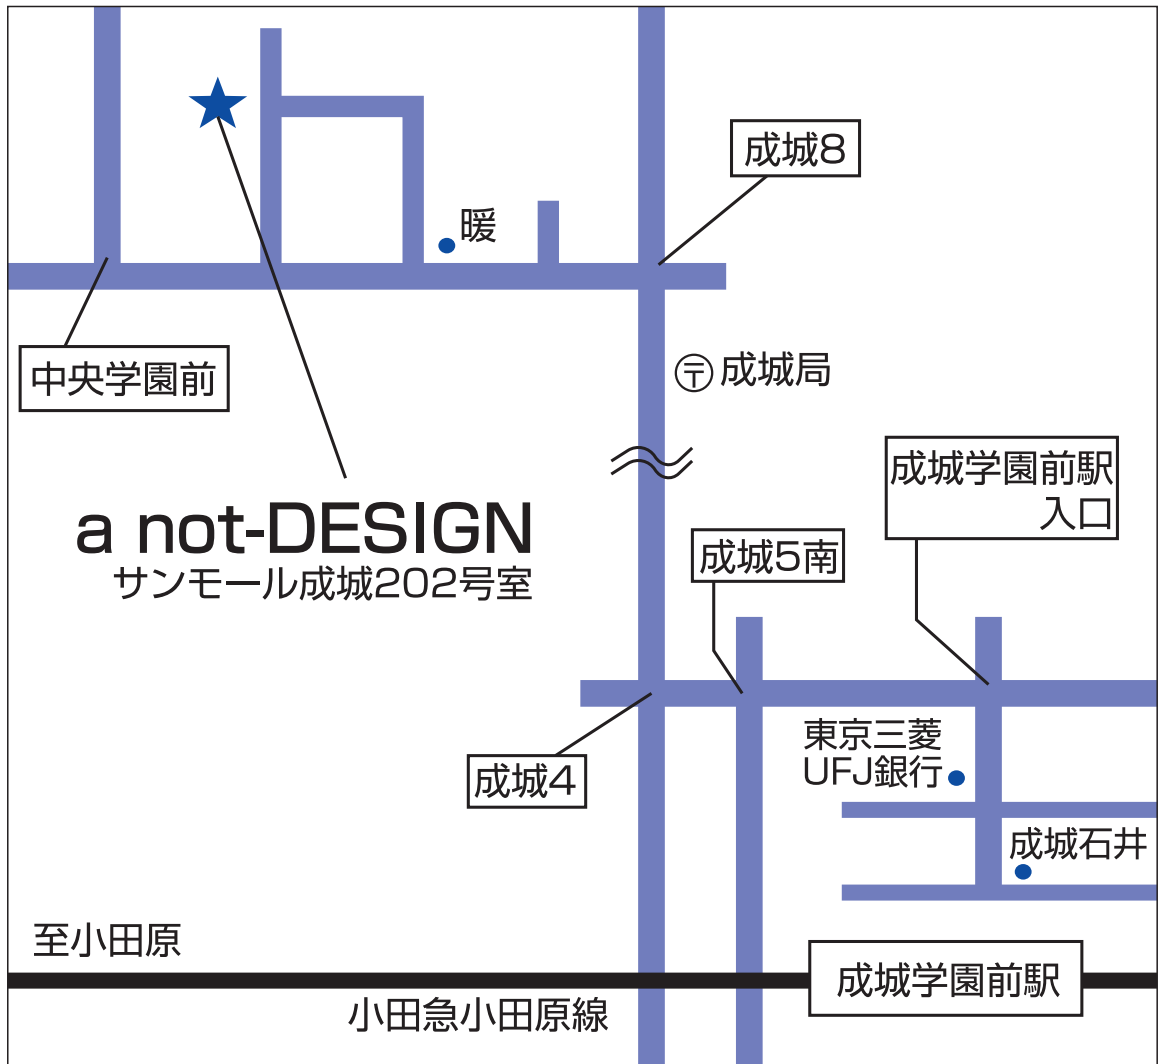 成城8
暖
中央学園前
〒成城局
a not-DESIGN
サンモール成城202号室
成城学園前駅
入口
成城5南
成城4
東京三菱
UFJ銀行
成城石井
至小田原
成城学園前駅
小田急小田原線